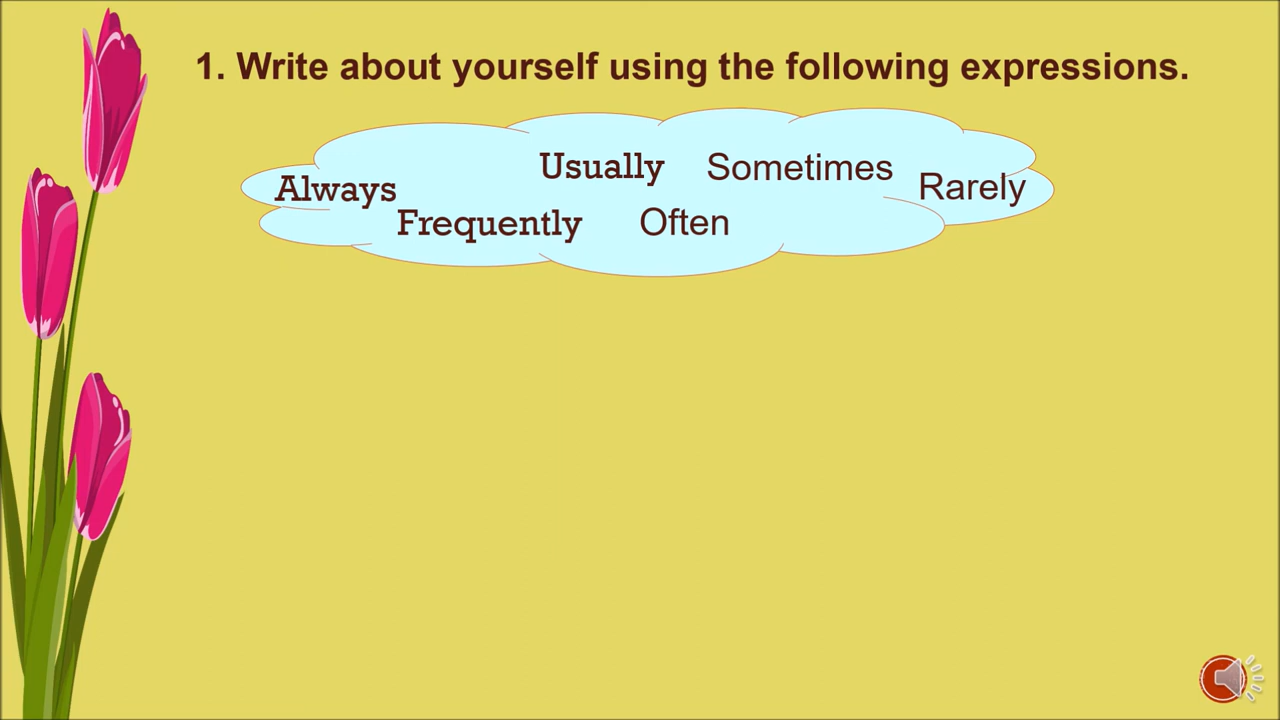 1. Write about yourself using the following expressions.
Always Usually Sometimes Rarely
Frequently Often